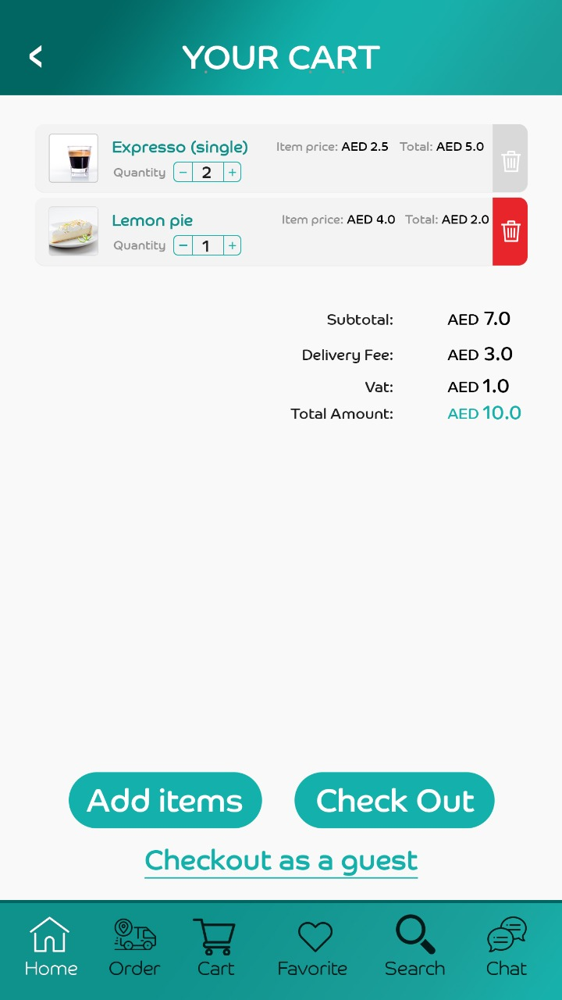 YOUR CART
Expresso (single) Item price: AED 2.5 Total: AED 5.0
Quantity − 2 +
Lemon pie Item price: AED 4.0 Total: AED 2.0
Quantity − 1 +
Subtotal: AED 7.0
Delivery Fee: AED 3.0
Vat: AED 1.0
Total Amount: AED 10.0
Add items Check Out
Checkout as a guest
Home Order Cart Favorite Search Chat